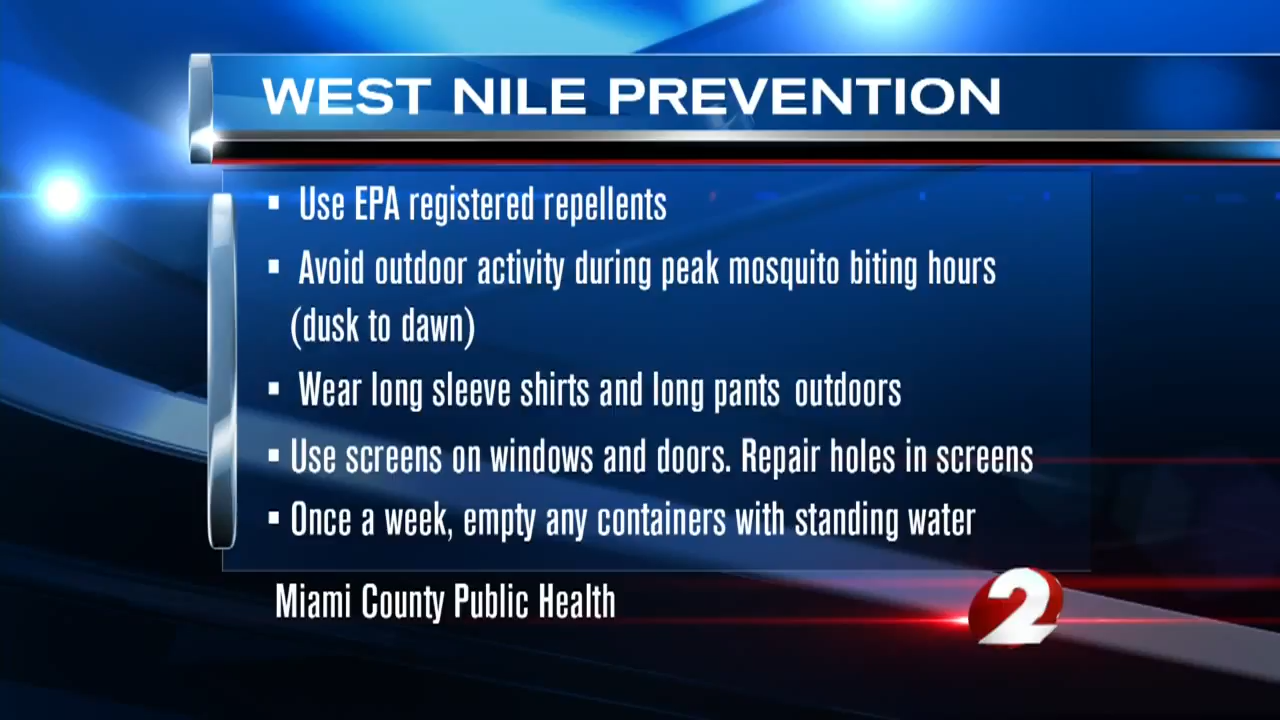 WEST NILE PREVENTION
▪ Use EPA registered repellents
▪ Avoid outdoor activity during peak mosquito biting hours
(dusk to dawn)
▪ Wear long sleeve shirts and long pants outdoors
▪ Use screens on windows and doors. Repair holes in screens
▪ Once a week, empty any containers with standing water
Miami County Public Health
2